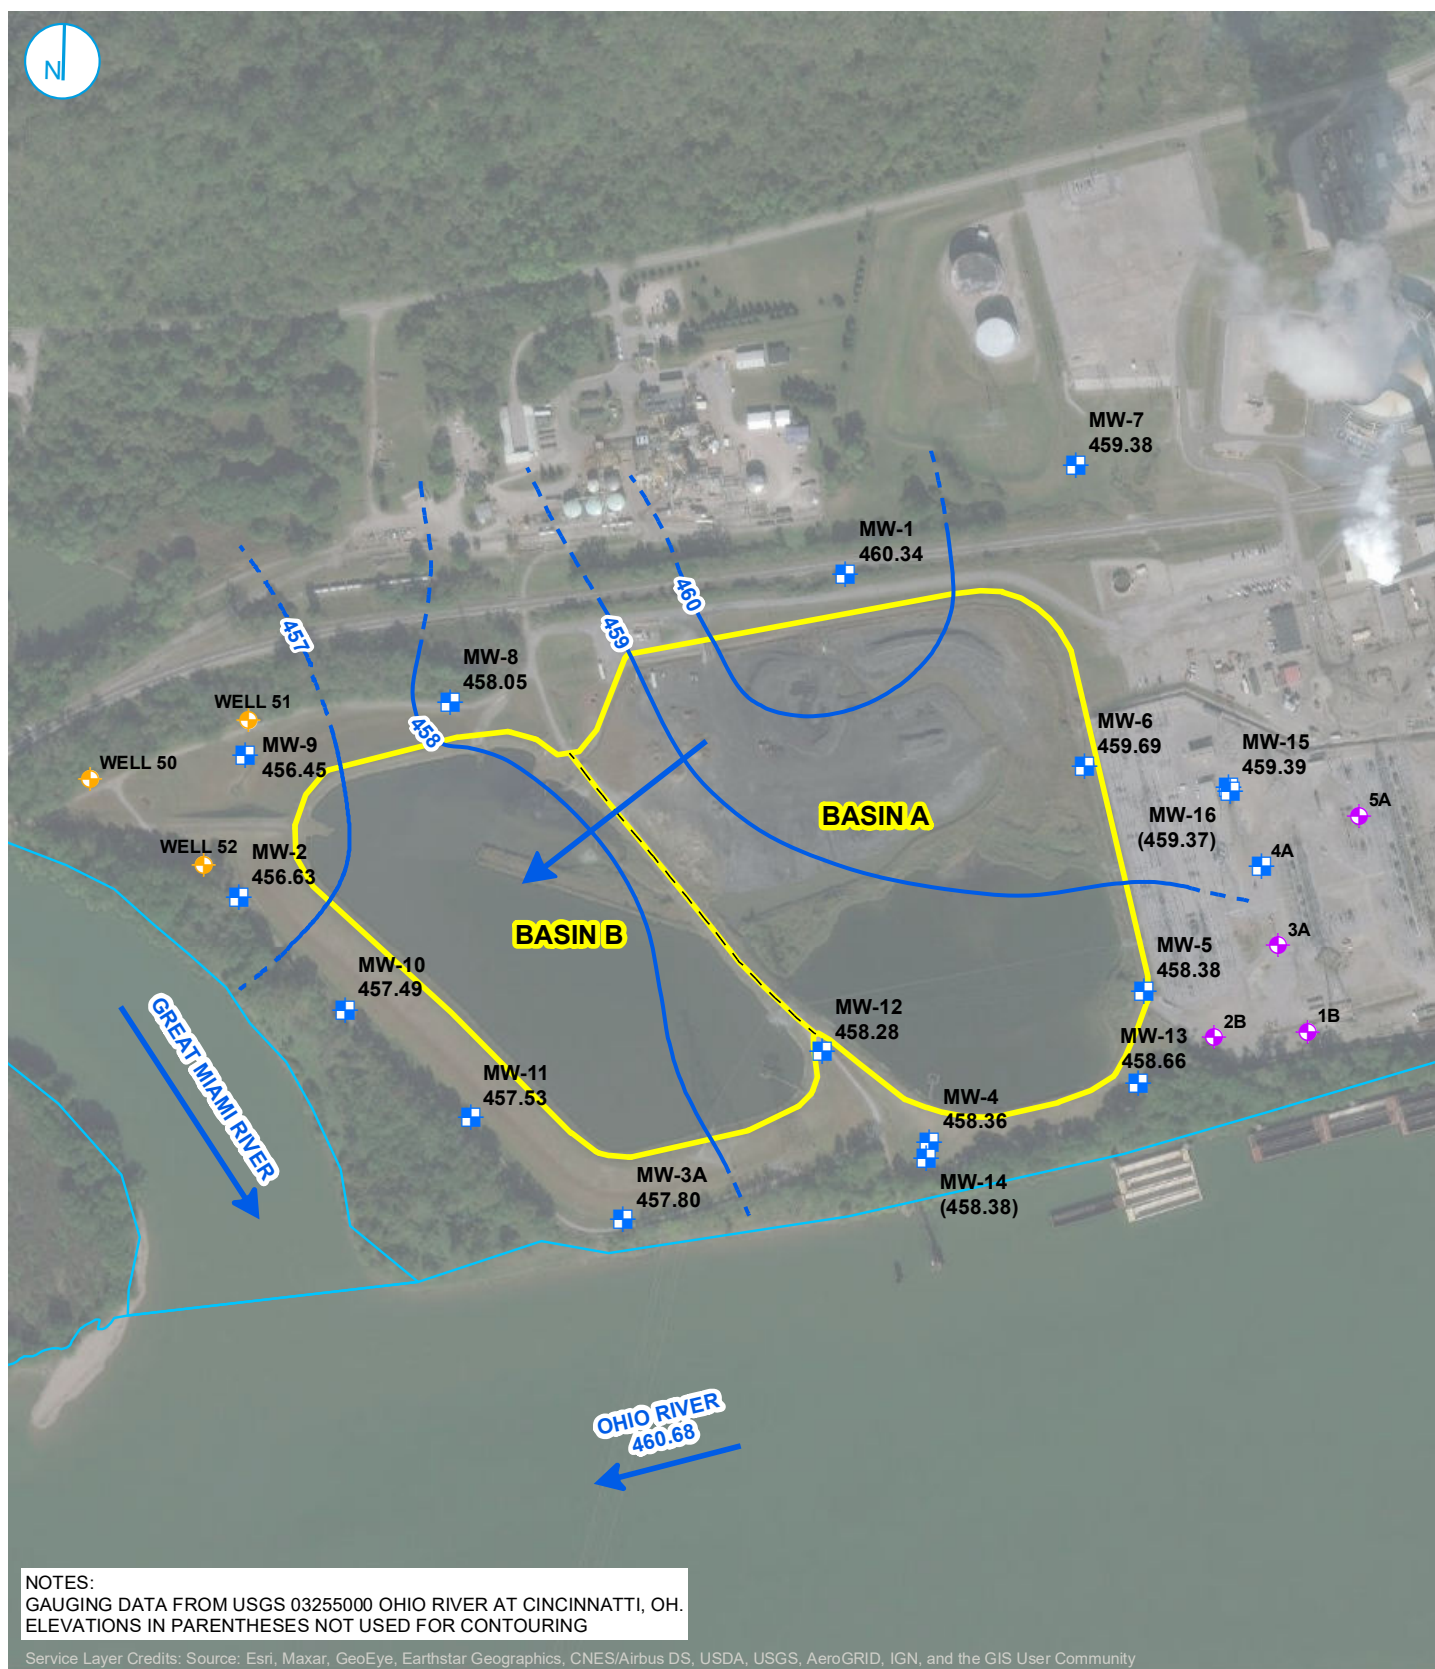 N
MW-7
459.38
MW-1
460.34
460
459
457
MW-8
458.05
458
WELL 51
MW-9
456.45
WELL 50
MW-6
459.69
MW-15
459.39
MW-16
(459.37)
5A
BASIN A
4A
WELL 52
MW-2
456.63
BASIN B
3A
MW-5
458.38
MW-10
457.49
MW-12
458.28
2B
1B
MW-13
458.66
GREAT MIAMI RIVER
MW-11
457.53
MW-4
458.36
MW-3A
457.80
MW-14
(458.38)
OHIO RIVER
460.68
NOTES:
GAUGING DATA FROM USGS 03255000 OHIO RIVER AT CINCINNATTI, OH.
ELEVATIONS IN PARENTHESES NOT USED FOR CONTOURING
Service Layer Credits: Source: Esri, Maxar, GeoEye, Earthstar Geographics, CNES/Airbus DS, USDA, USGS, AeroGRID, IGN, and the GIS User Community